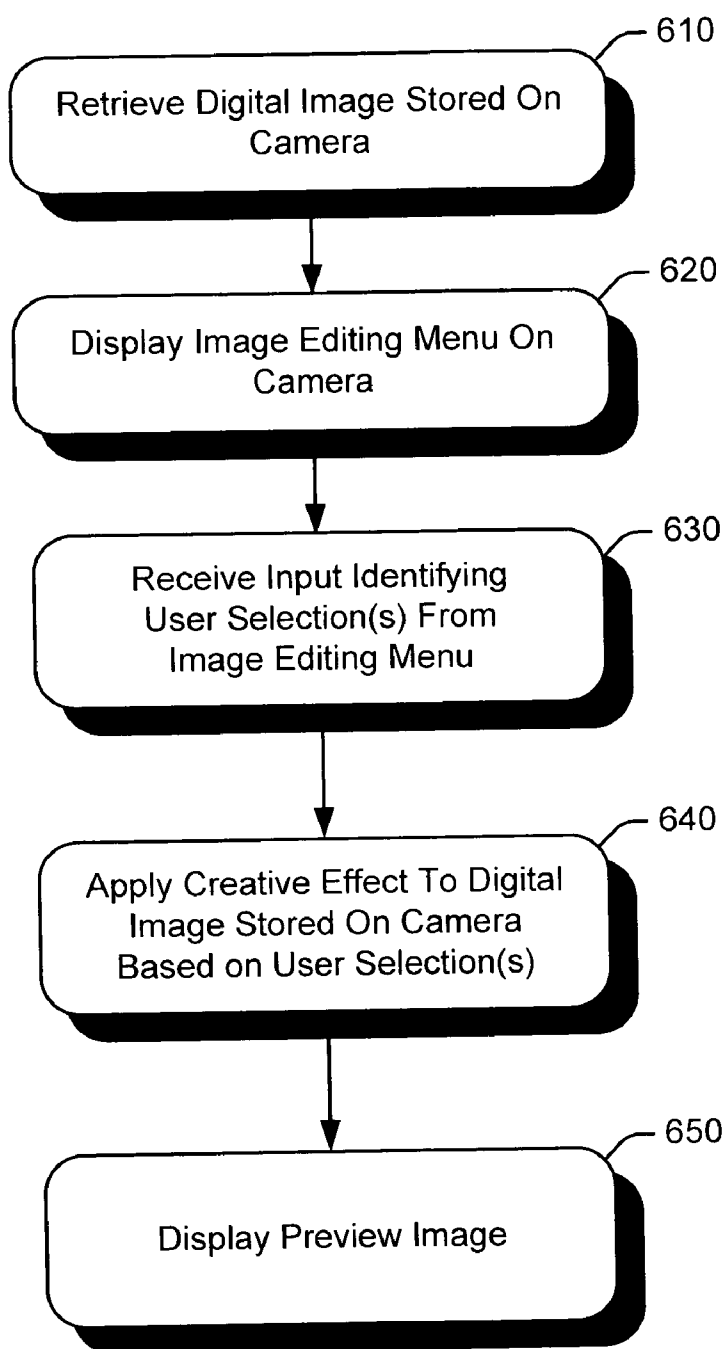 610
Retrieve Digital Image Stored On
Camera
620
Display Image Editing Menu On
Camera
630
Receive Input Identifying
User Selection(s) From
Image Editing Menu
640
Apply Creative Effect To Digital
Image Stored On Camera
Based on User Selection(s)
650
Display Preview Image